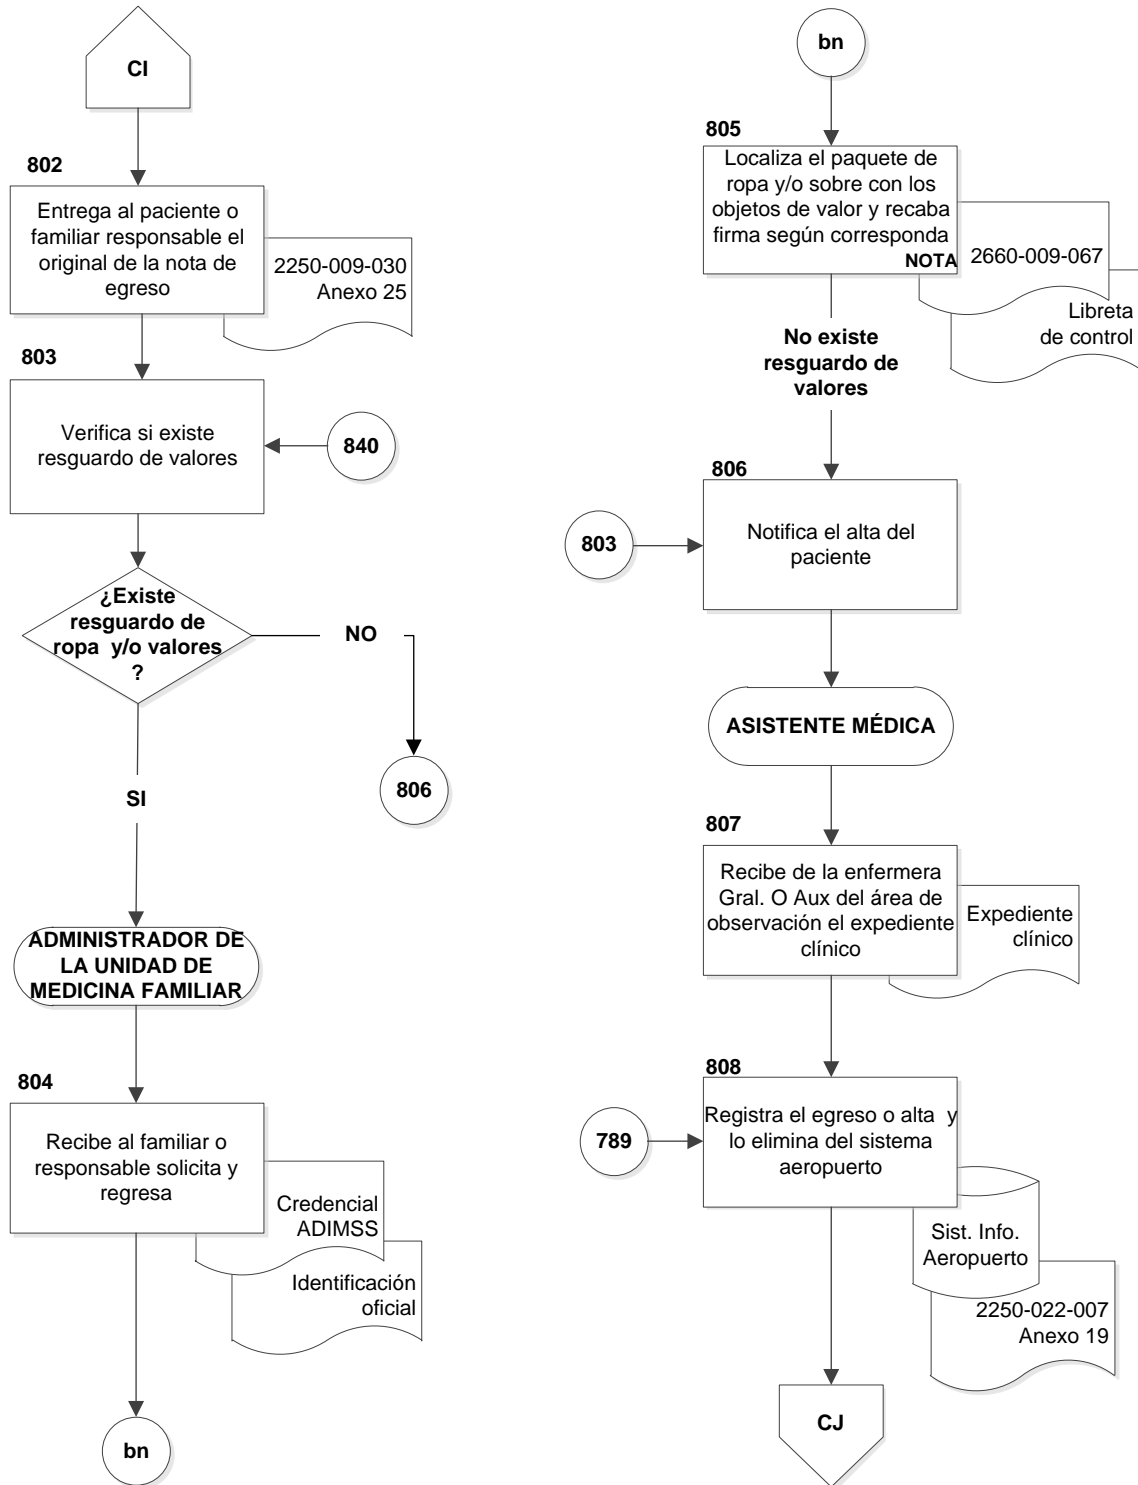 CI
802
Entrega al paciente o
familiar responsable el
original de la nota de
egreso
2250-009-030
Anexo 25
803
Verifica si existe
resguardo de valores
840
¿Existe
resguardo de
ropa y/o valores
?
NO
806
SI
ADMINISTRADOR DE
LA UNIDAD DE
MEDICINA FAMILIAR
804
Recibe al familiar o
responsable solicita y
regresa
Credencial
ADIMSS
Identificación
oficial
bn
bn
805
Localiza el paquete de
ropa y/o sobre con los
objetos de valor y recaba
firma según corresponda
NOTA
2660-009-067
Libreta
de control
No existe
resguardo de
valores
806
Notifica el alta del
paciente
803
ASISTENTE MÉDICA
807
Recibe de la enfermera
Gral. O Aux del área de
observación el expediente
clínico
Expediente
clínico
808
Registra el egreso o alta y
lo elimina del sistema
aeropuerto
789
Sist. Info.
Aeropuerto
2250-022-007
Anexo 19
CJ